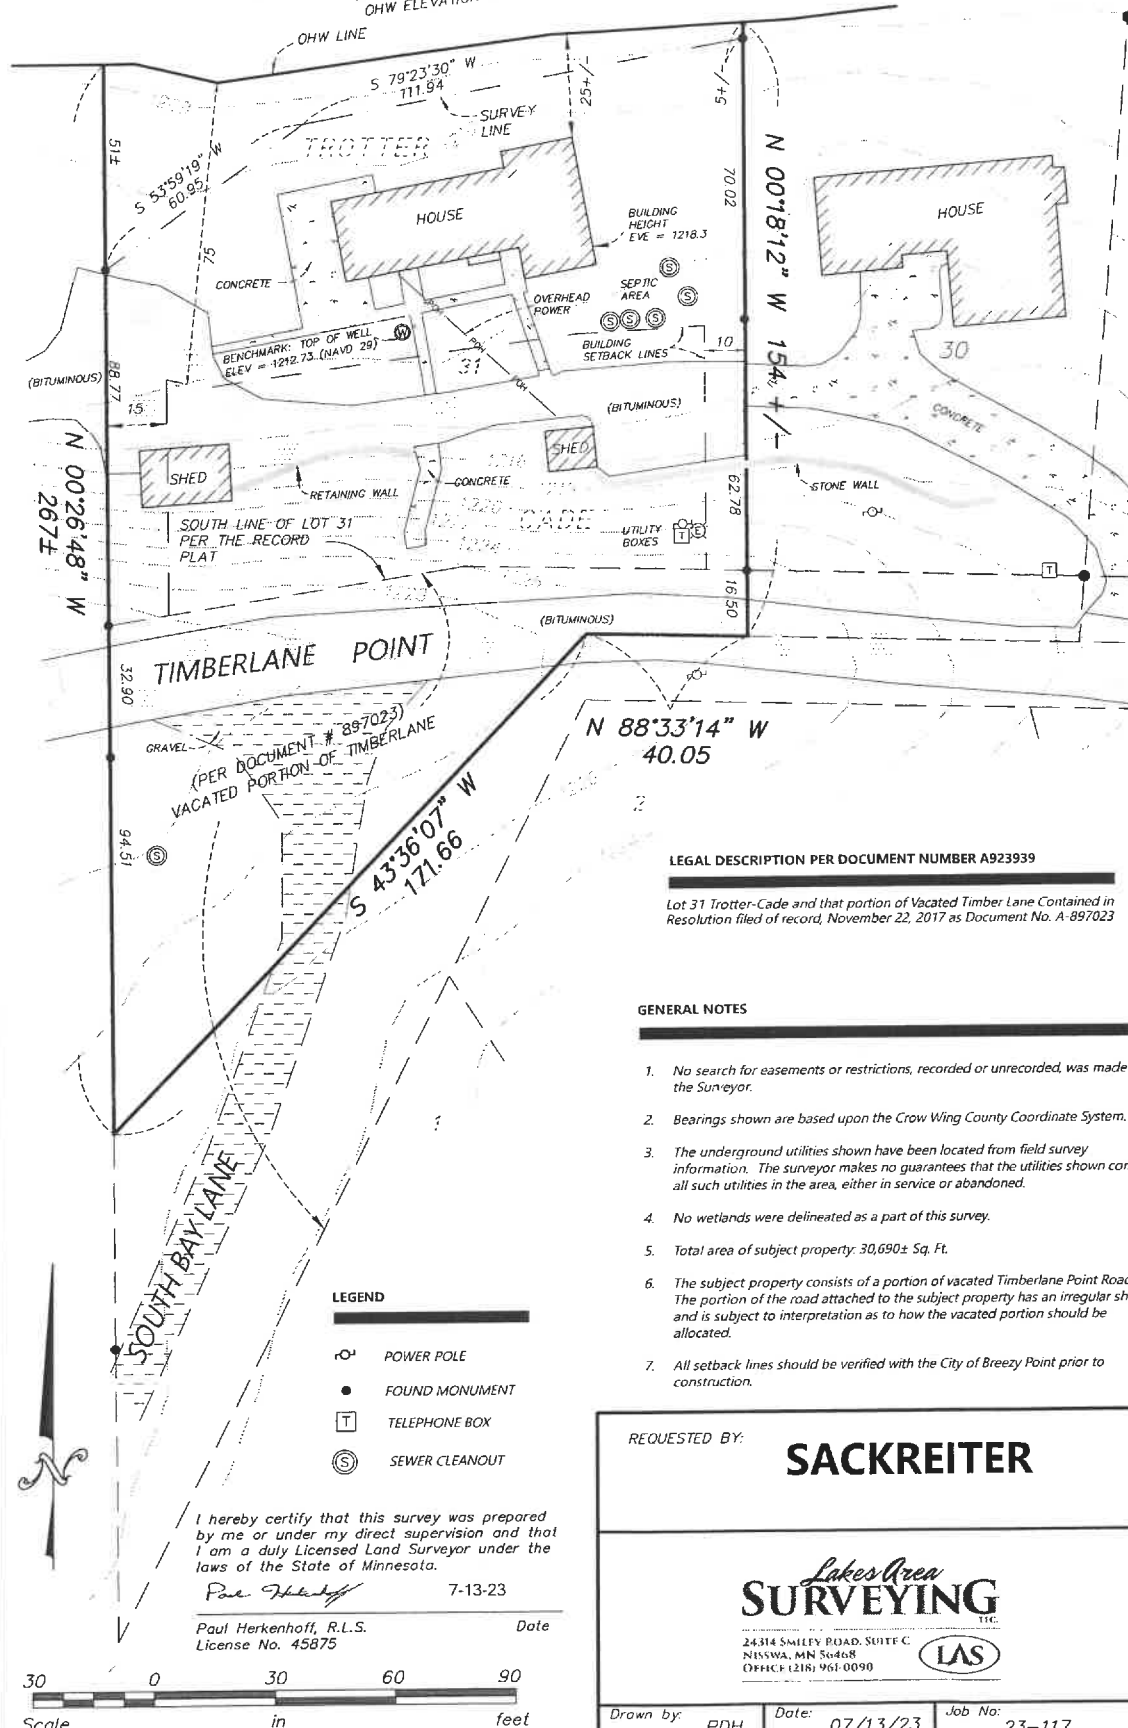 OHW LINE
S 79°23'30" W
111.94
SURVEY
LINE
25+/-
5+/-
51±
S 53°59'19" W
60.95
TROTTER
75
HOUSE
BUILDING
HEIGHT
EVE = 1218.3
70.02
N 00°18'12" W 154 +/-
HOUSE
CONCRETE
OVERHEAD
POWER
SEPTIC
AREA
S
S
S
S
S
BENCHMARK: TOP OF WELL
ELEV = 1212.73 (NAVD 29)
W
POH
POH
31
BUILDING
SETBACK LINES
10
30
(BITUMINOUS)
88.77
15
(BITUMINOUS)
CONCRETE
SHED
SHED
N 00°26'48" W
267±
RETAINING WALL
CONCRETE
1216
1220
1224
1226
CADE
STONE WALL
62.78
SOUTH LINE OF LOT 31
PER THE RECORD
PLAT
UTILITY
BOXES
T
E
T
16.50
(BITUMINOUS)
TIMBERLANE POINT
32.90
N 88°33'14" W
40.05
GRAVEL
(PER DOCUMENT # 897023)
VACATED PORTION OF TIMBERLANE
2
94.51
S
S 43°36'07" W
171.66
LEGAL DESCRIPTION PER DOCUMENT NUMBER A923939
Lot 31 Trotter-Cade and that portion of Vacated Timber Lane Contained in
Resolution filed of record, November 22, 2017 as Document No. A-897023
GENERAL NOTES
1. No search for easements or restrictions, recorded or unrecorded, was made
the Surveyor.
2. Bearings shown are based upon the Crow Wing County Coordinate System.
3. The underground utilities shown have been located from field survey
information. The surveyor makes no guarantees that the utilities shown
all such utilities in the area, either in service or abandoned.
4. No wetlands were delineated as a part of this survey.
5. Total area of subject property: 30,690± Sq. Ft.
6. The subject property consists of a portion of vacated Timberlane Point Road
The portion of the road attached to the subject property has an irregular
and is subject to interpretation as to how the vacated portion should be
allocated.
7. All setback lines should be verified with the City of Breezy Point prior to
construction.
1
SOUTH BAY LANE
N
LEGEND
POWER POLE
FOUND MONUMENT
T TELEPHONE BOX
S SEWER CLEANOUT
I hereby certify that this survey was prepared
by me or under my direct supervision and that
I am a duly Licensed Land Surveyor under the
laws of the State of Minnesota.
7-13-23
Paul Herkenhoff, R.L.S. Date
License No. 45875
30 0 30 60 90
Scale in feet
REQUESTED BY:
SACKREITER
Lakes Area
SURVEYING
LLC.
24314 SMILEY ROAD, SUITE C
NISSWA, MN 56468
OFFICE (218) 961-0090
LAS
Drawn by: PDH
Date: 07/13/23
Job No: 23-117